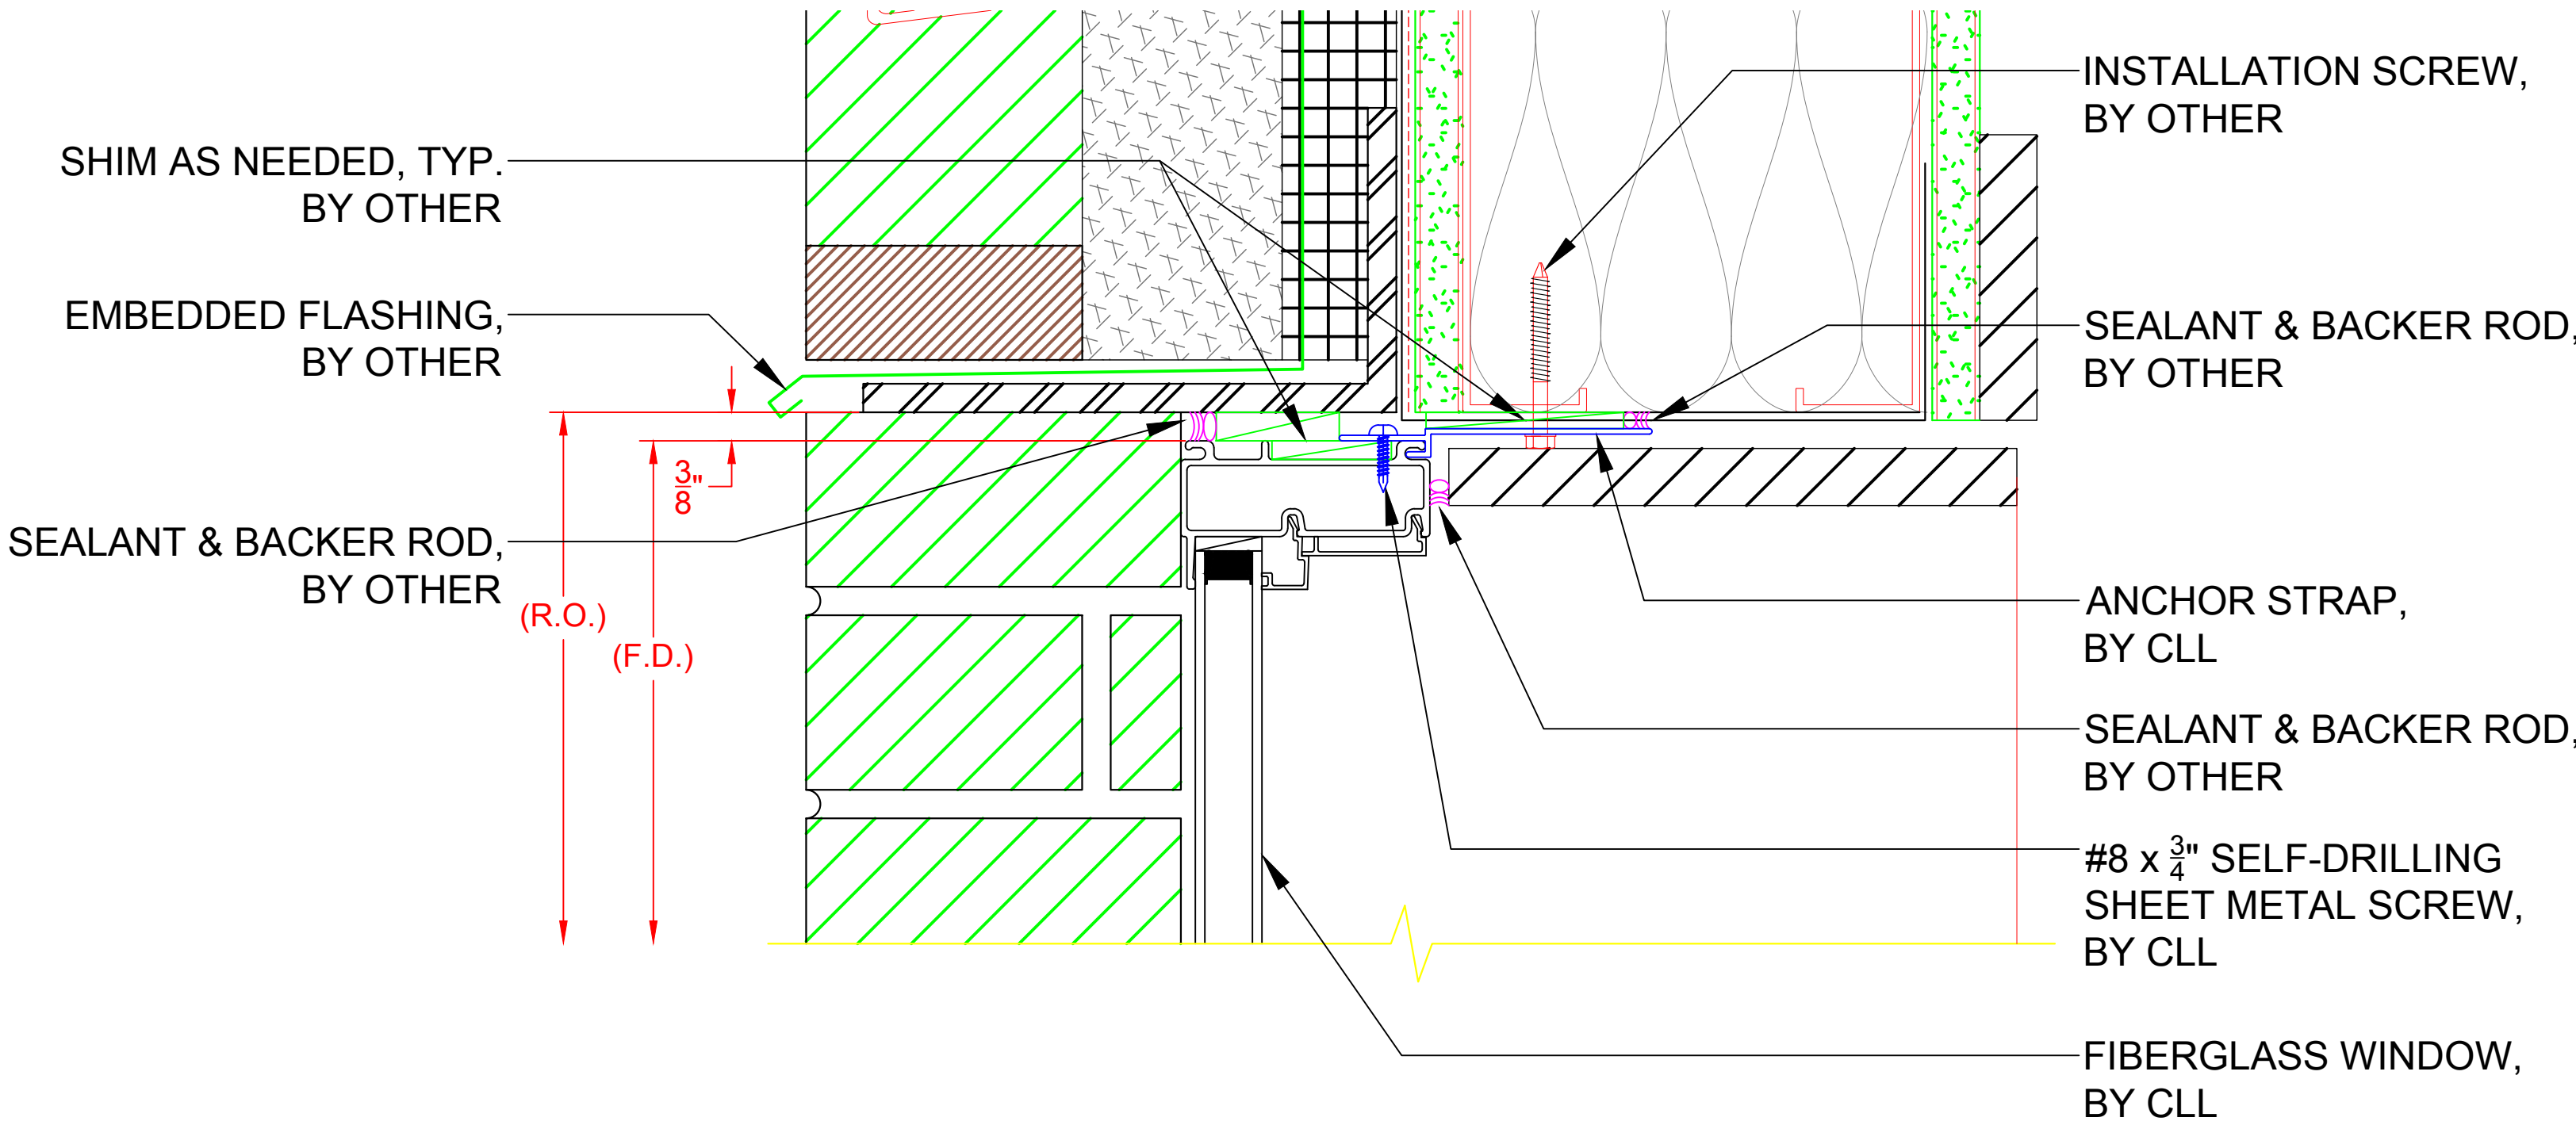 SHIM AS NEEDED, TYP.
BY OTHER
EMBEDDED FLASHING,
BY OTHER
3/8"
SEALANT & BACKER ROD,
BY OTHER
(R.O.)
(F.D.)
INSTALLATION SCREW,
BY OTHER
SEALANT & BACKER ROD,
BY OTHER
ANCHOR STRAP,
BY CLL
SEALANT & BACKER ROD,
BY OTHER
#8 x 3/4" SELF-DRILLING
SHEET METAL SCREW,
BY CLL
FIBERGLASS WINDOW,
BY CLL